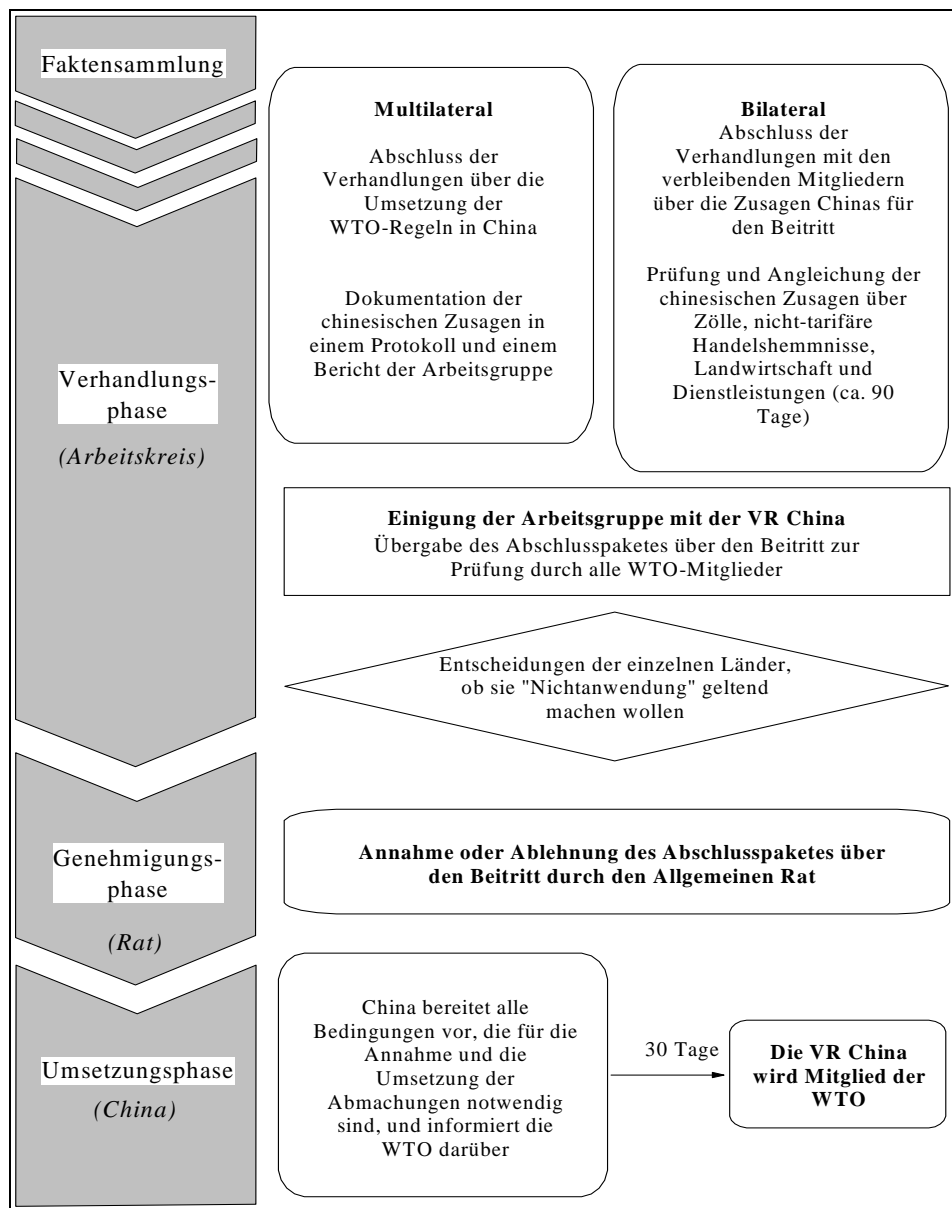 Faktensammlung
Multilateral
Abschluss der
Verhandlungen über die
Umsetzung der
WTO-Regeln in China
Dokumentation der
chinesischen Zusagen in
einem Protokoll und einem
Bericht der Arbeitsgruppe
Bilateral
Abschluss der
Verhandlungen mit den
verbleibenden Mitgliedern
über die Zusagen Chinas für
den Beitritt
Prüfung und Angleichung der
chinesischen Zusagen über
Zölle, nicht-tarifäre
Handelshemmnisse,
Landwirtschaft und
Dienstleistungen (ca. 90
Tage)
Verhandlungs-
phase
(Arbeitskreis)
Einigung der Arbeitsgruppe mit der VR China
Übergabe des Abschlusspaketes über den Beitritt zur
Prüfung durch alle WTO-Mitglieder
Entscheidungen der einzelnen Länder,
ob sie "Nichtanwendung" geltend
machen wollen
Genehmigungs-
phase
(Rat)
Annahme oder Ablehnung des Abschlusspaketes über
den Beitritt durch den Allgemeinen Rat
Umsetzungsphase
(China)
China bereitet alle
Bedingungen vor, die für die
Annahme und die
Umsetzung der
Abmachungen notwendig
sind, und informiert die
WTO darüber
30 Tage
Die VR China
wird Mitglied der
WTO